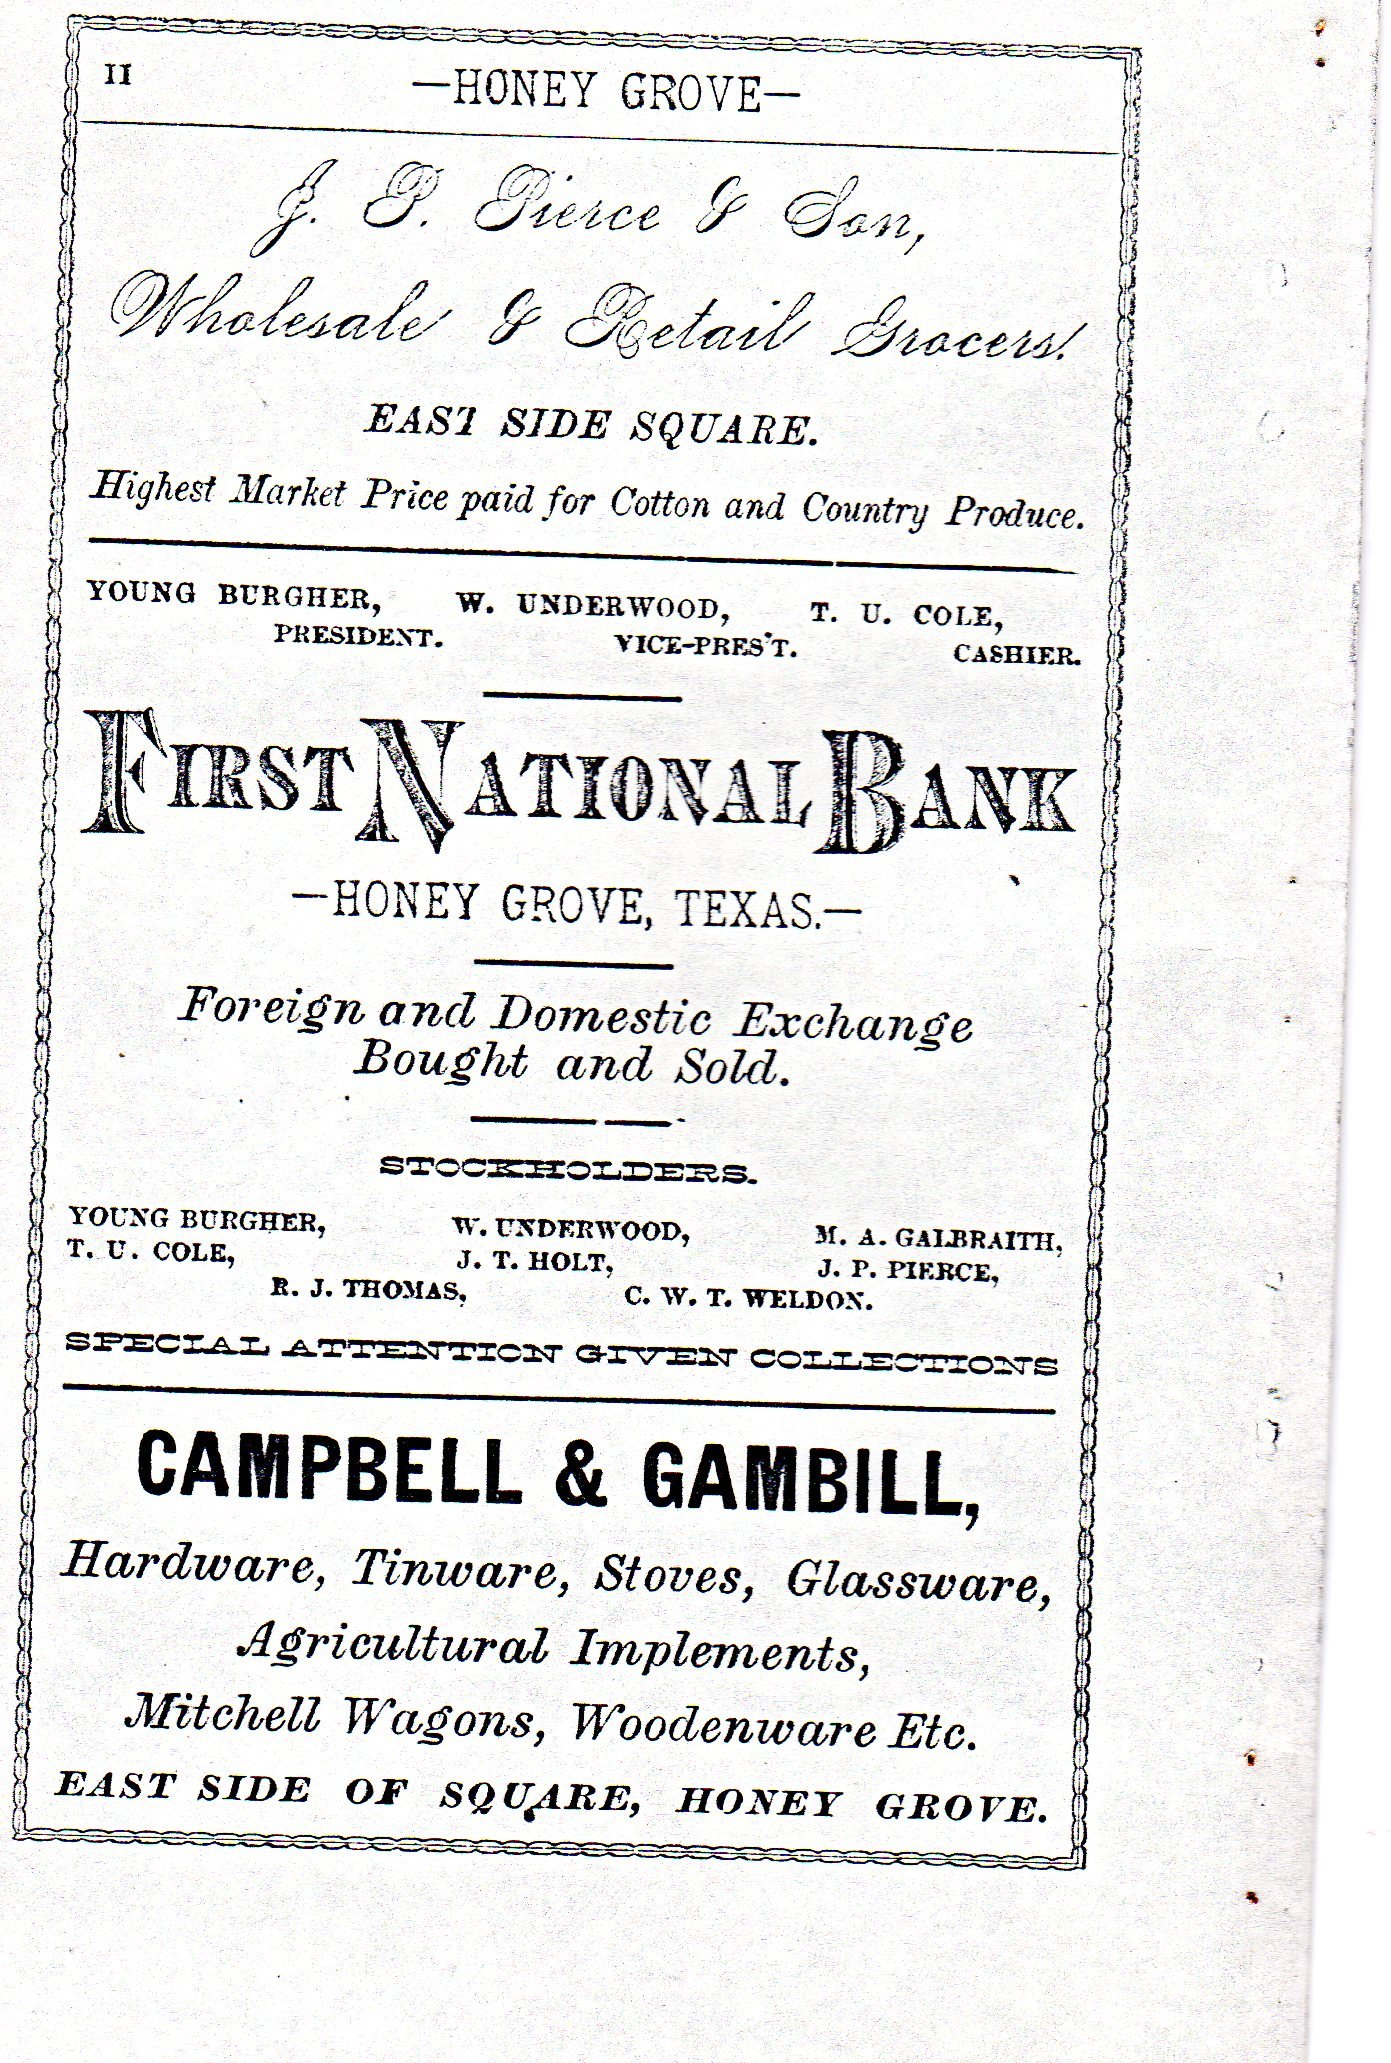 II
—HONEY GROVE—
J. P. Pierce & Son,
Wholesale & Retail Grocers.
EAST SIDE SQUARE.
Highest Market Price paid for Cotton and Country Produce.
YOUNG BURGHER, W. UNDERWOOD, T. U. COLE,
PRESIDENT. VICE-PRES'T. CASHIER.
FIRST NATIONAL BANK
—HONEY GROVE, TEXAS.—
Foreign and Domestic Exchange
Bought and Sold.
STOCKHOLDERS.
YOUNG BURGHER, W. UNDERWOOD, M. A. GALBRAITH,
T. U. COLE, J. T. HOLT, J. P. PIERCE,
R. J. THOMAS, C. W. T. WELDON.
SPECIAL ATTENTION GIVEN COLLECTIONS
CAMPBELL & GAMBILL,
Hardware, Tinware, Stoves, Glassware,
Agricultural Implements,
Mitchell Wagons, Woodenware Etc.
EAST SIDE OF SQUARE, HONEY GROVE.